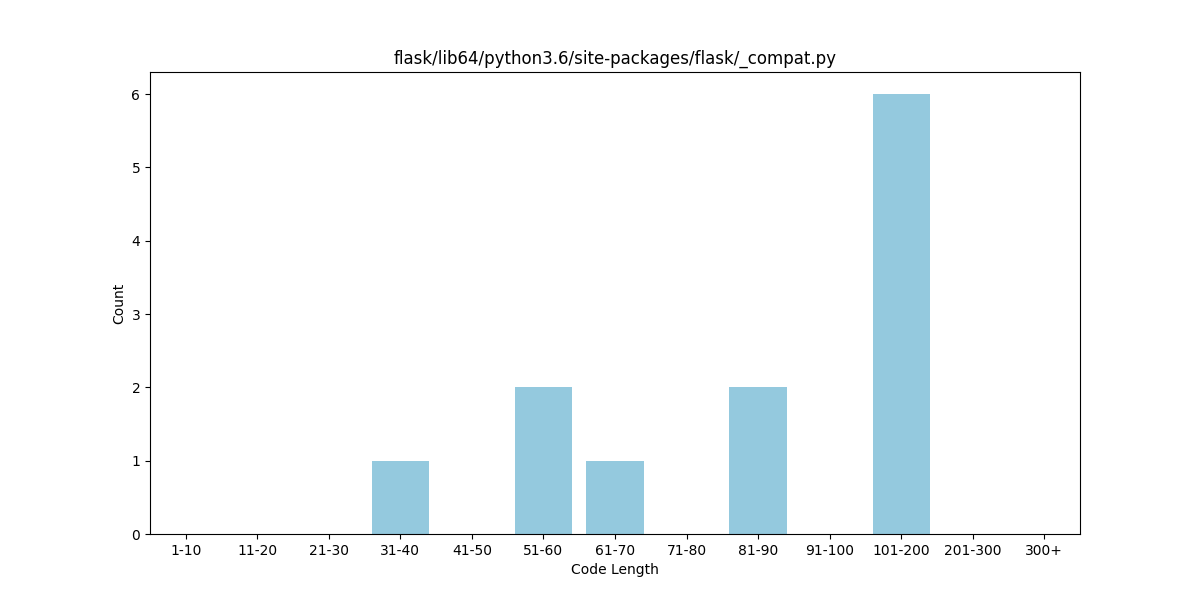 flask/lib64/python3.6/site-packages/flask/_compat.py
6
5
4
3
2
1
0
Count
1-10 11-20 21-30 31-40 41-50 51-60 61-70 71-80 81-90 91-100 101-200 201-300 300+
Code Length